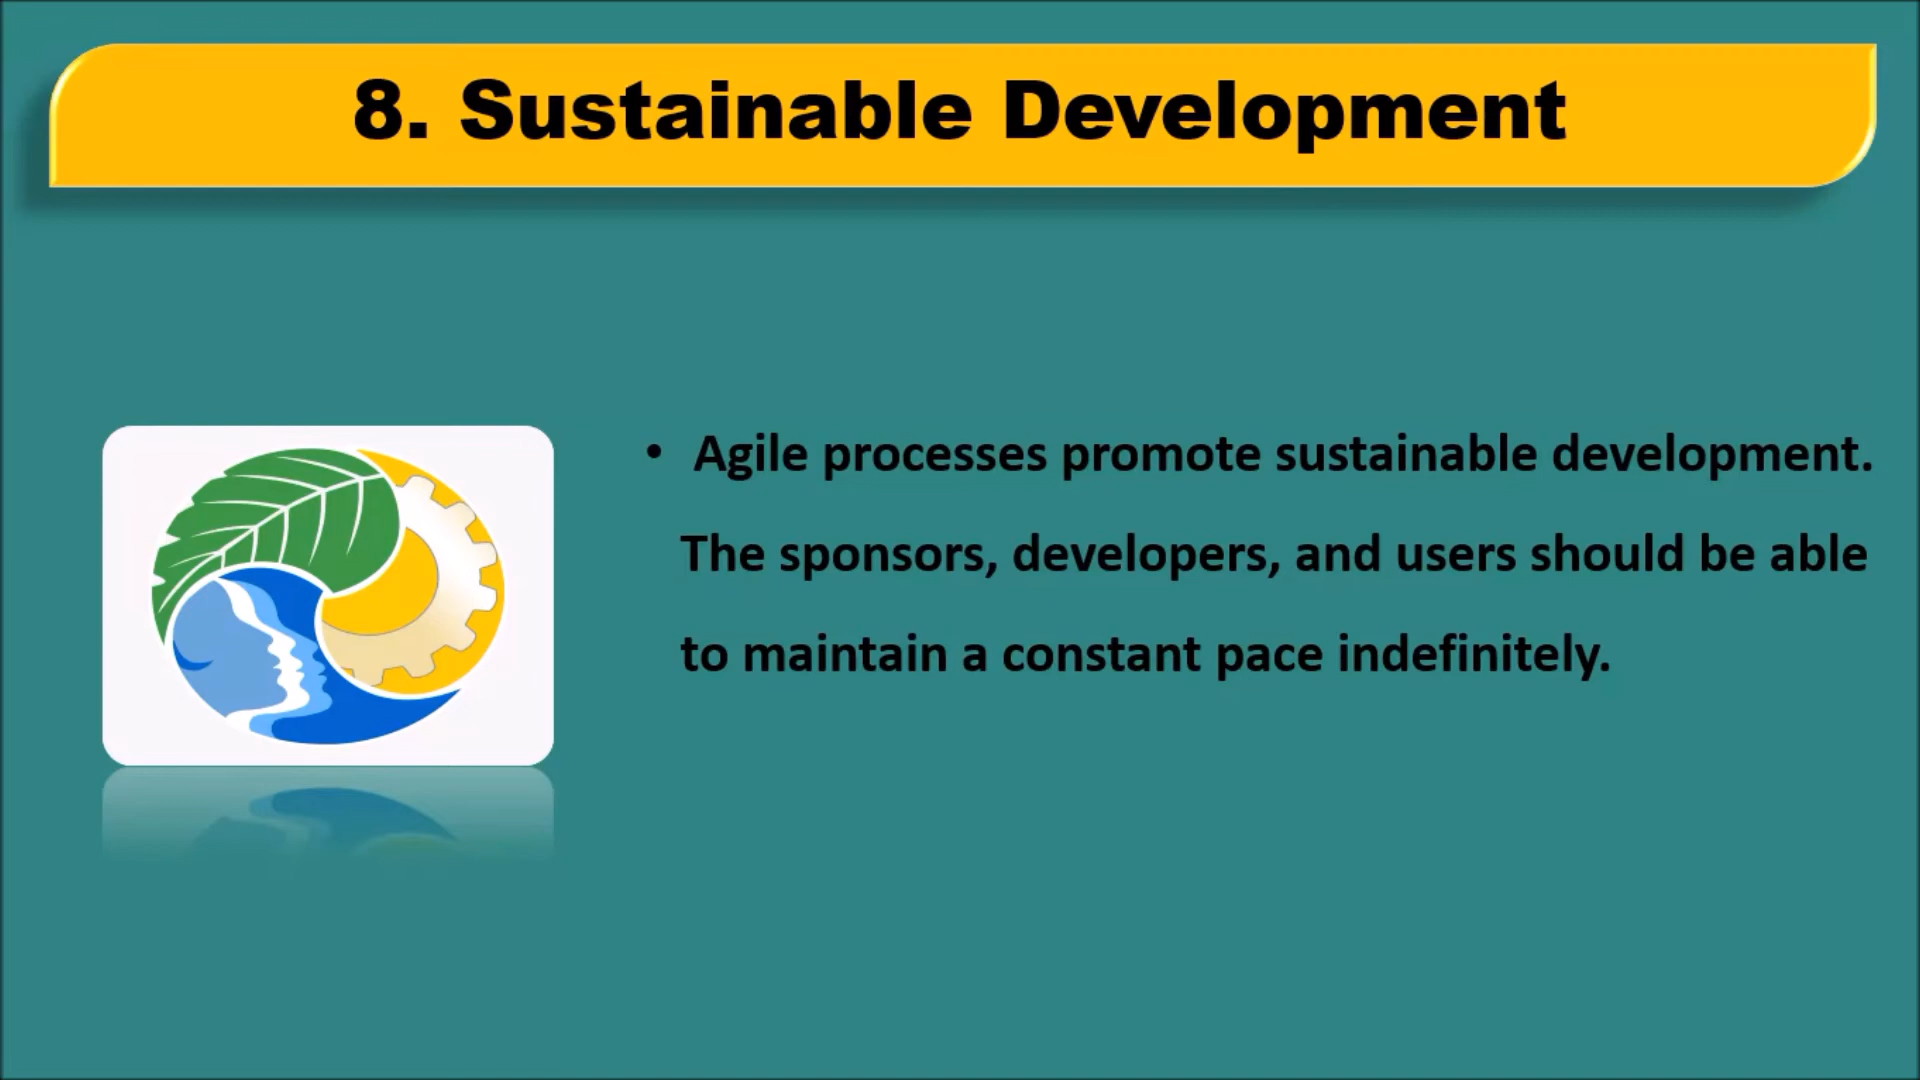 8. Sustainable Development
• Agile processes promote sustainable development.
The sponsors, developers, and users should be able
to maintain a constant pace indefinitely.